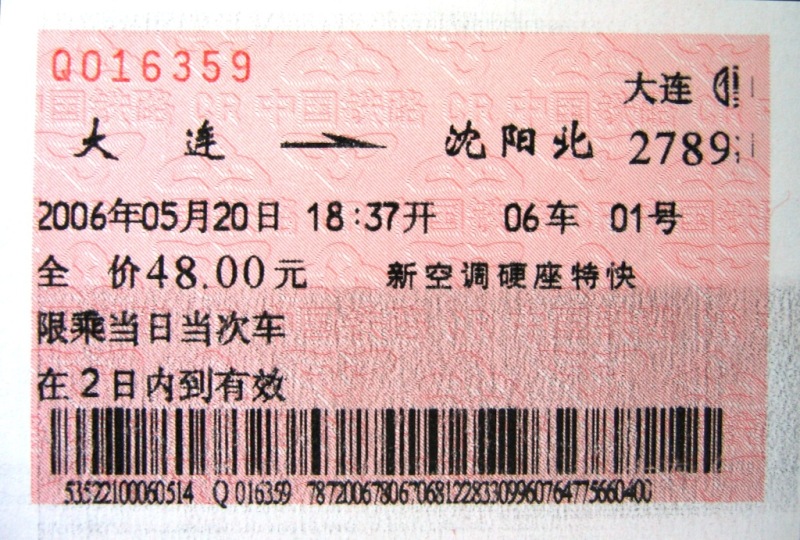 Q016359
大连
大连 沈阳北 2789
2006年05月20日 18:37开 06车 01号
全 价48.00元 新空调硬座特快
限乘当日当次车
在2日内到有效
53522100060514 Q 016359 787200678067068122833099607647756604​00